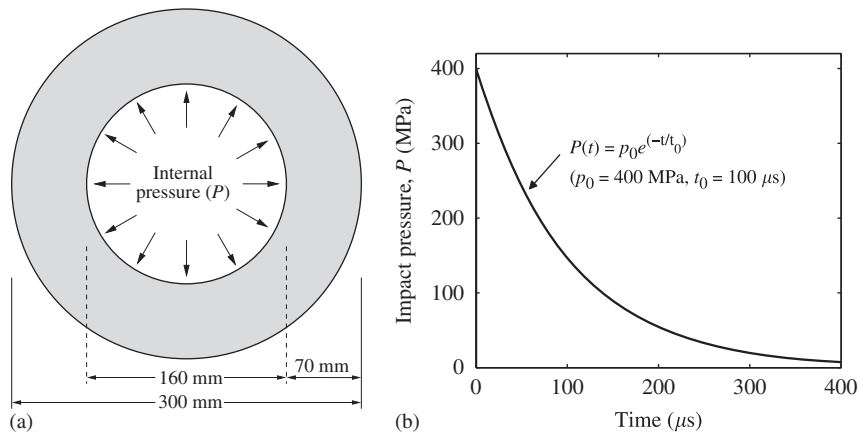 Internal
pressure (P)
70 mm
160 mm
300 mm
(a)
400
300
200
100
0
Impact pressure, P (MPa)
P(t) = p₀e^(−t/t₀)
(p₀ = 400 MPa, t₀ = 100 μs)
0 100 200 300 400
Time (μs)
(b)